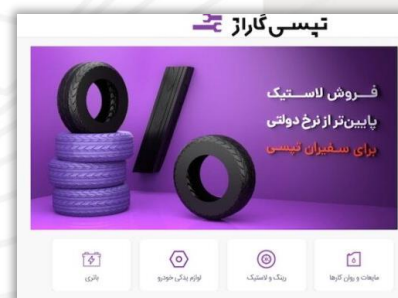 تپسی گاراژ
فروش لاستیک
پایین‌تر از نرخ دولتی
برای سفیران تپسی
مایعات و روان کارها
رینگ و لاستیک
لوازم یدکی خودرو
باتری